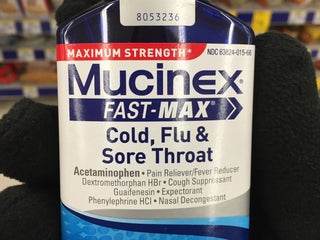 8053236
MAXIMUM STRENGTH*
NDC 63824-015-66
Mucinex®
FAST-MAX®
Cold, Flu &
Sore Throat
Acetaminophen • Pain Reliever/Fever Reducer
Dextromethorphan HBr • Cough Suppressant
Guaifenesin • Expectorant
Phenylephrine HCl • Nasal Decongestant